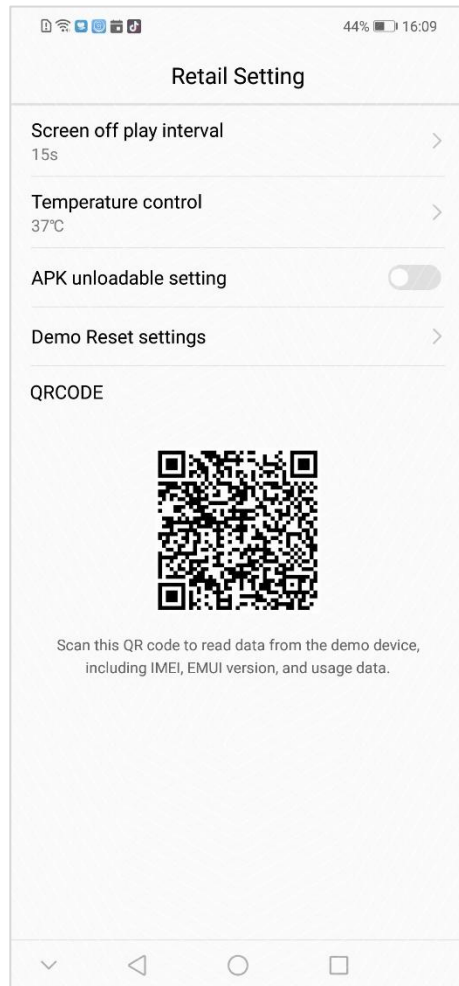 44% 16:09
Retail Setting
Screen off play interval
15s
Temperature control
37℃
APK unloadable setting
Demo Reset settings
QRCODE
Scan this QR code to read data from the demo device,
including IMEI, EMUI version, and usage data.